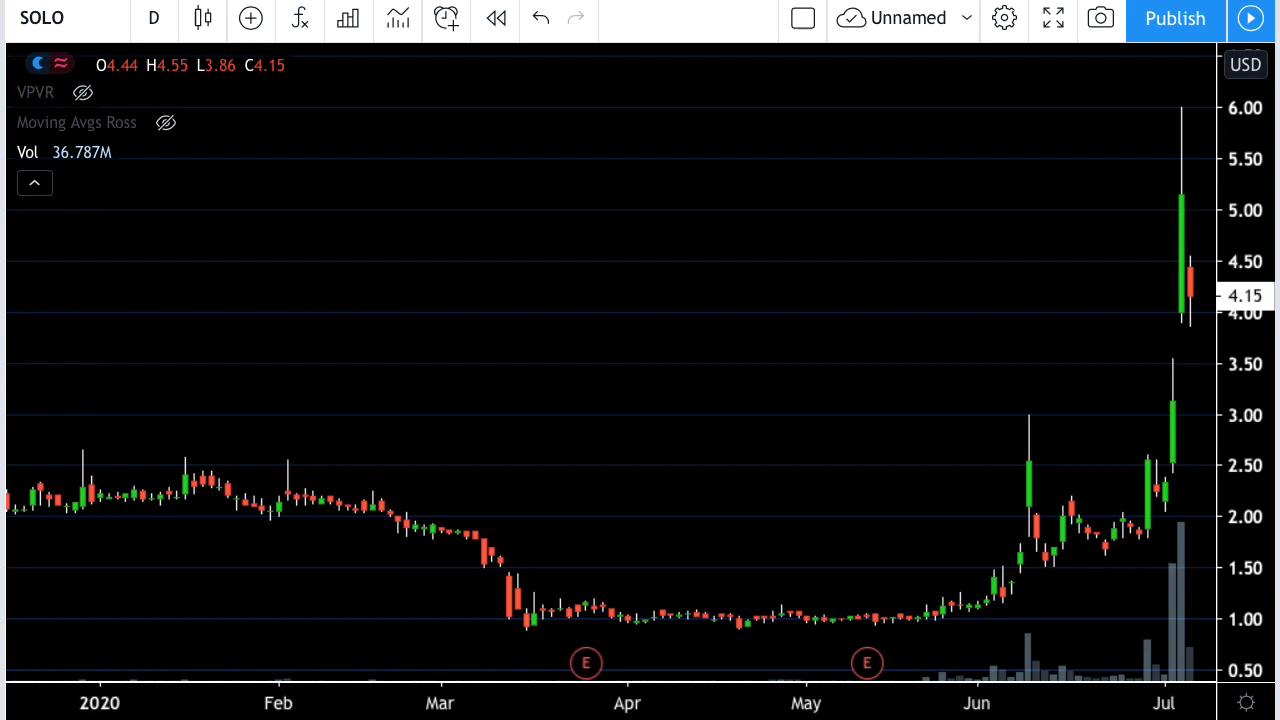 SOLO D fx Unnamed Publish
O4.44 H4.55 L3.86 C4.15 USD
VPVR
Moving Avgs Ross
Vol 36.787M
6.00
5.50
5.00
4.50
4.15
4.00
3.50
3.00
2.50
2.00
1.50
1.00
E E
0.50
2020 Feb Mar Apr May Jun Jul